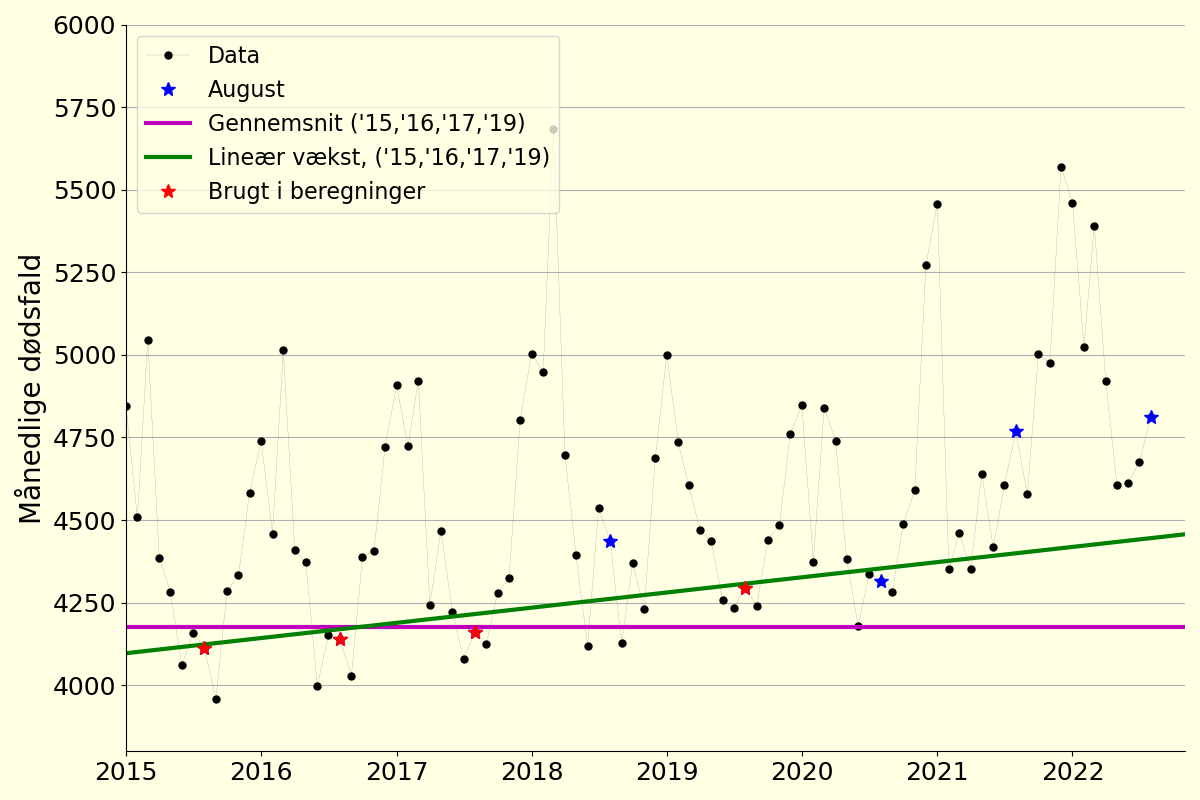 6000
5750
5500
5250
5000
4750
4500
4250
4000
Månedlige dødsfald
Data
August
Gennemsnit ('15,'16,'17,'19)
Lineær vækst, ('15,'16,'17,'19)
Brugt i beregninger
2015 2016 2017 2018 2019 2020 2021 2022